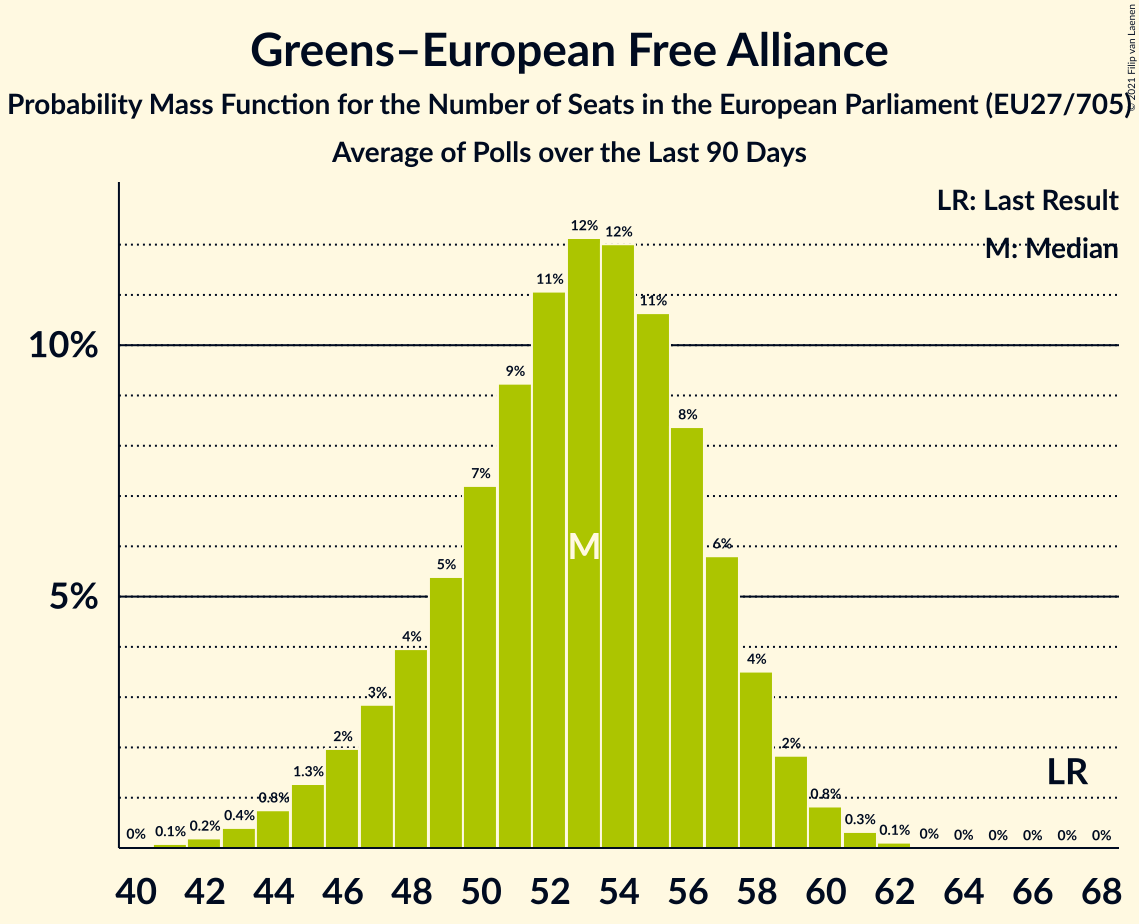 Greens–European Free Alliance
Probability Mass Function for the Number of Seats in the European Parliament (EU27/705)
Average of Polls over the Last 90 Days
© 2021 Filip van Laenen
LR: Last Result
M: Median
10%
5%
0% 0.1% 0.2% 0.4% 0.8% 1.3% 2% 3% 4% 5% 7% 9% 11% 12% 12% 11% 8% 6% 4% 2% 0.8% 0.3% 0.1% 0% 0% 0% 0% 0% 0%
M
LR
40 42 44 46 48 50 52 54 56 58 60 62 64 66 68